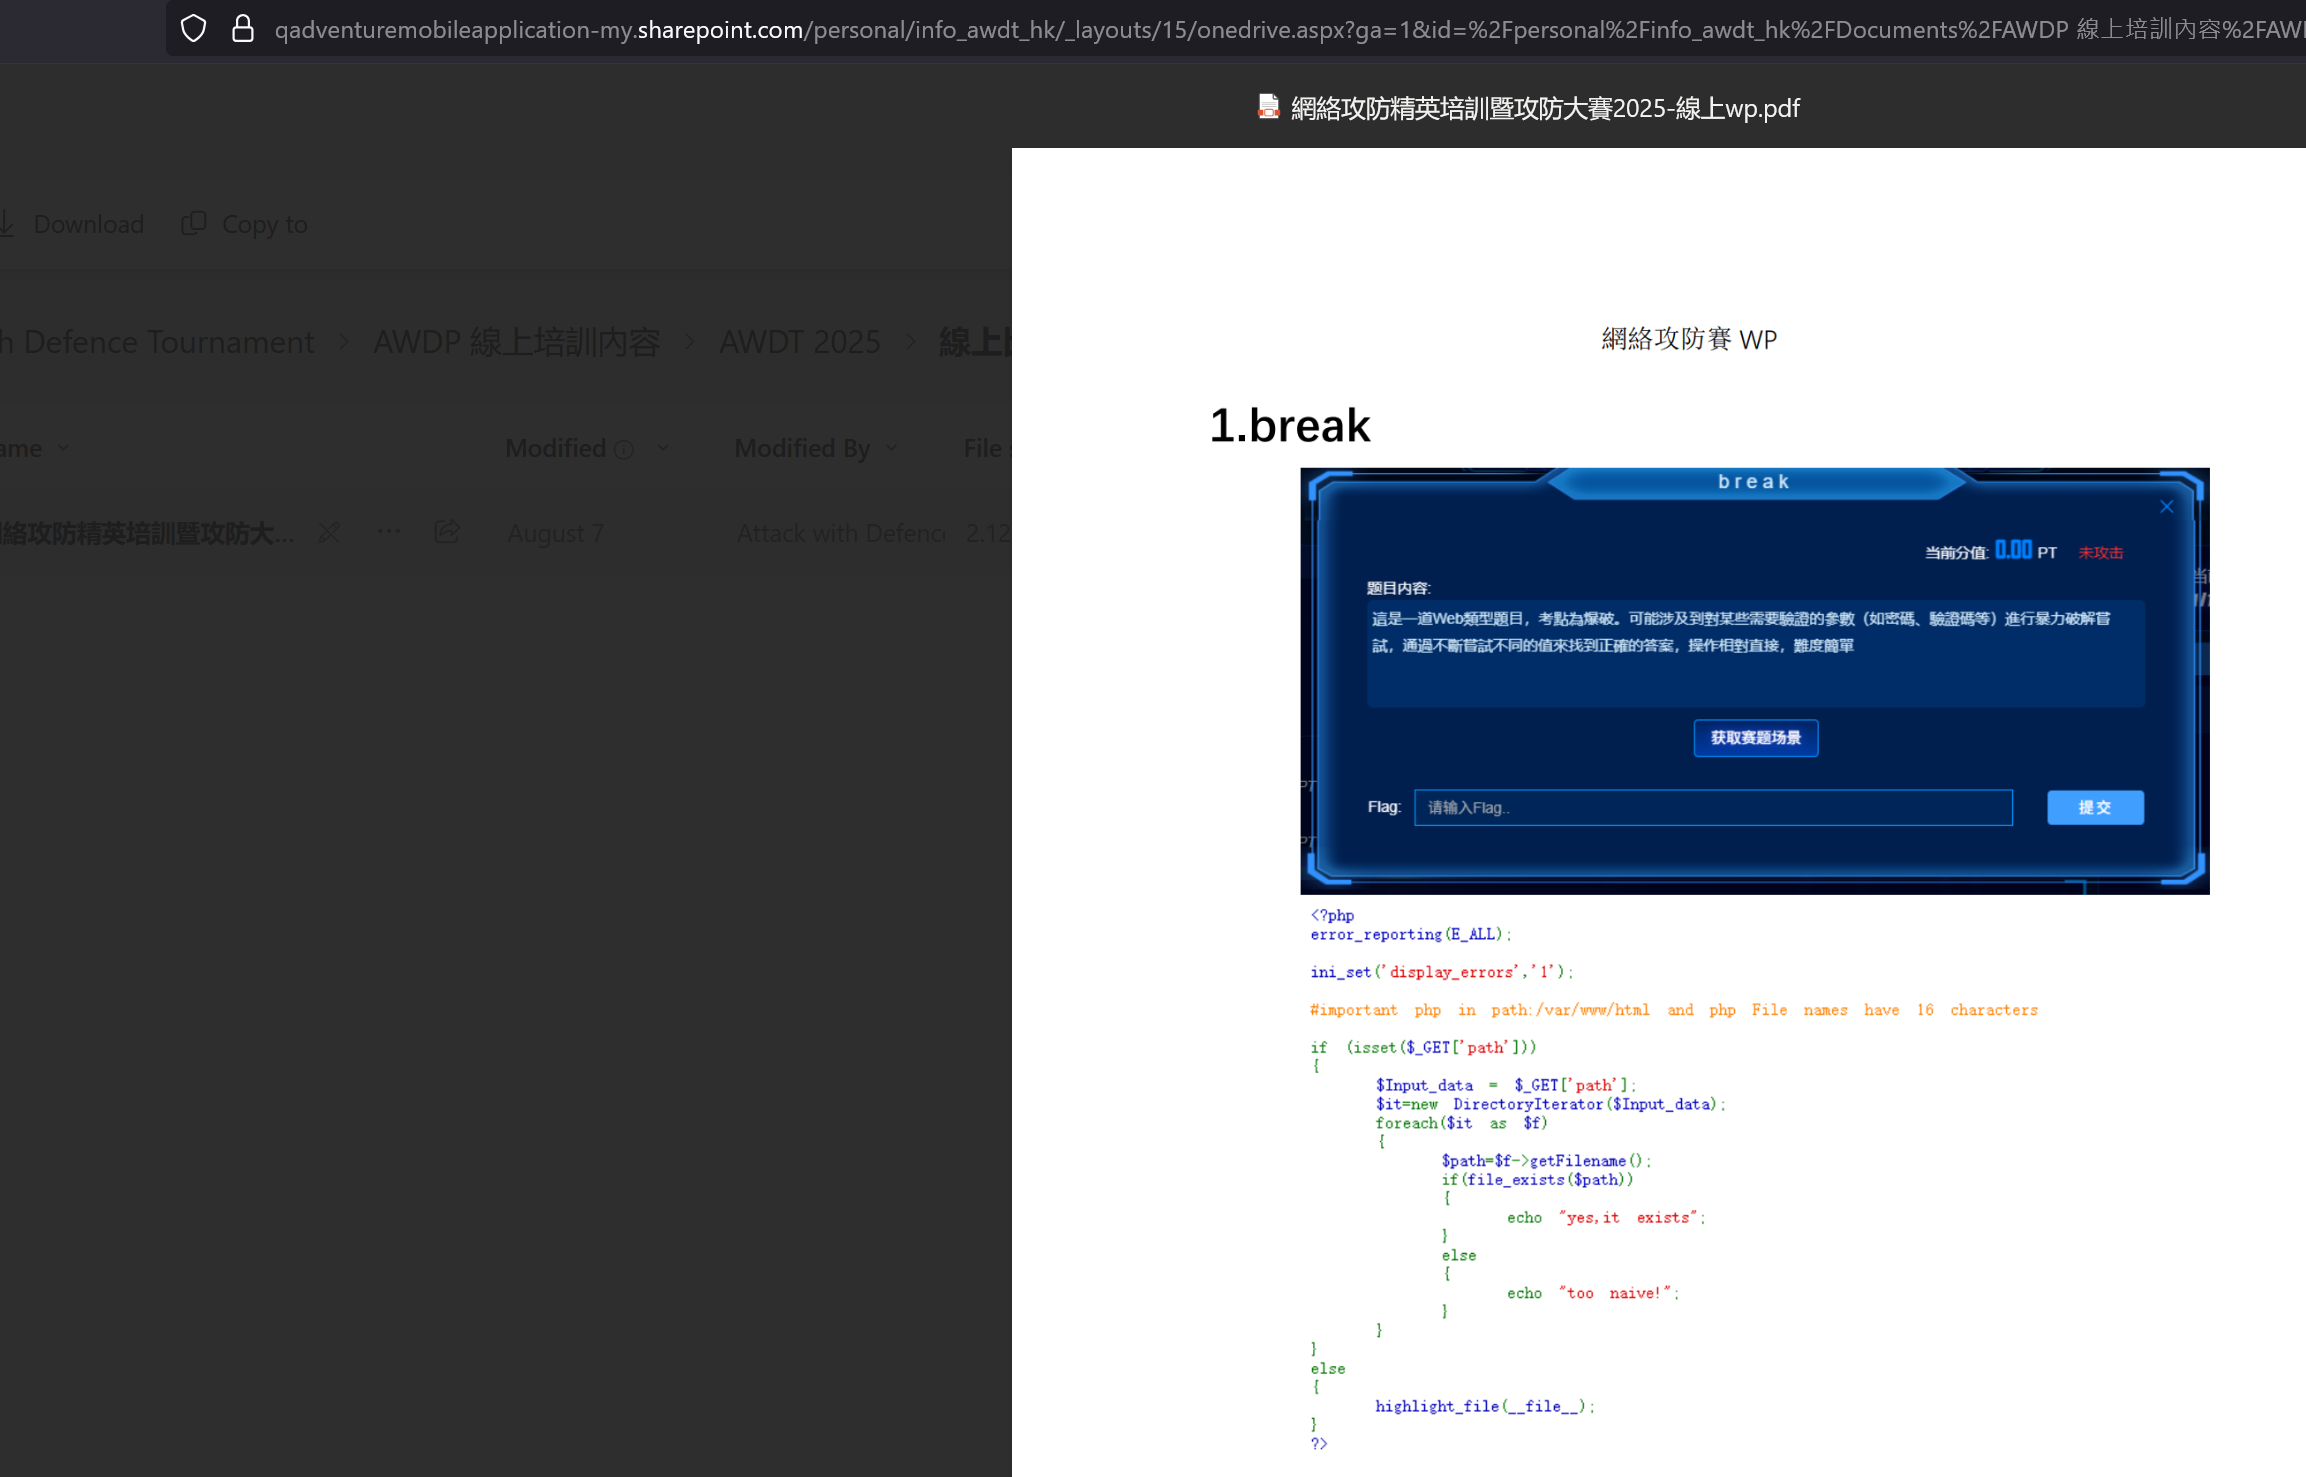 qadventuremobileapplication-my.sharepoint.com/personal/info_awdt_hk/_layouts/15/onedrive.aspx?ga=1&id=%2Fpersonal%2Finfo_awdt_hk%2FDocuments%2FAWDP 線上培訓內容%2FAW
網絡攻防精英培訓暨攻防大賽2025-線上wp.pdf
Download Copy to
h Defence Tournament > AWDP 線上培訓內容 > AWDT 2025 > 線上
ame Modified Modified By File
絡攻防精英培訓暨攻防大... August 7 Attack with Defence 2.12
網絡攻防賽 WP
1.break
break
当前分值: 0.00 PT 未攻击
题目内容:
這是一道Web類型題目，考點為爆破。可能涉及到對某些需要驗證的參數（如密碼、驗證碼等）進行暴力破解嘗
試，通過不斷嘗試不同的值來找到正確的答案，操作相對直接，難度簡單
获取赛题场景
Flag: 请输入Flag.. 提交
<?php
error_reporting(E_ALL);
ini_set('display_errors','1');
#important php in path:/var/www/html and php File names have 16 characters
if (isset($_GET['path']))
{
$Input_data = $_GET['path'];
$it=new DirectoryIterator($Input_data);
foreach($it as $f)
{
$path=$f->getFilename();
if(file_exists($path))
{
echo "yes,it exists";
}
else
{
echo "too naive!";
}
}
}
else
{
highlight_file(__file__);
}
?>